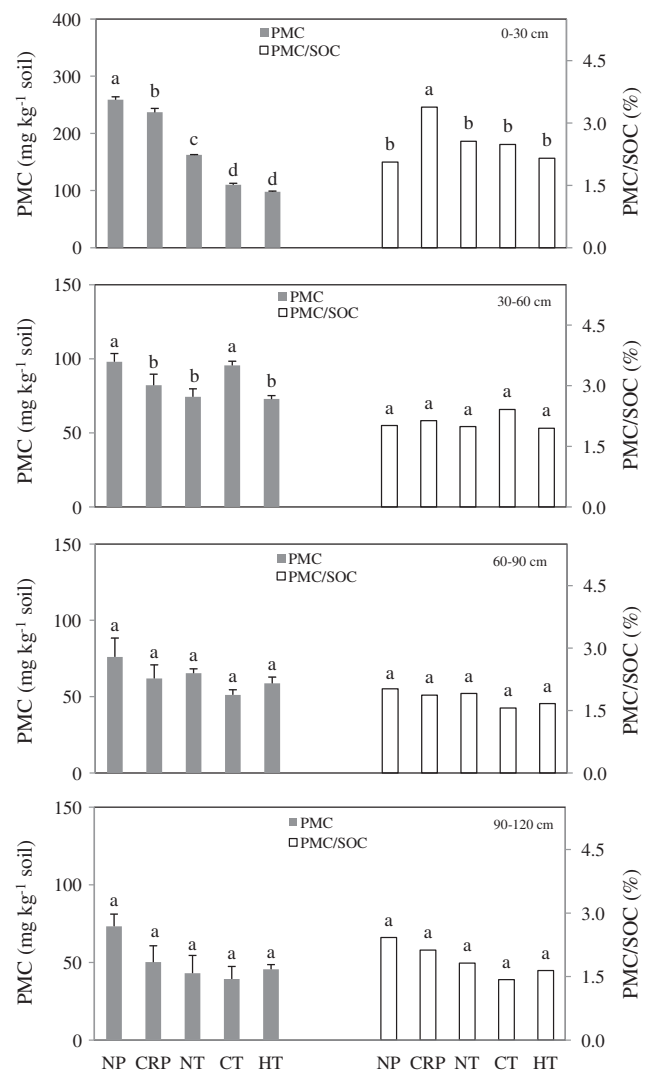 400
300
200
100
0
PMC (mg kg⁻¹ soil)
PMC
PMC/SOC
0-30 cm
a b c d d
b a b b b
4.5
3.0
1.5
0.0
PMC/SOC (%)
150
100
50
0
PMC (mg kg⁻¹ soil)
PMC
PMC/SOC
30-60 cm
a b b a b
a a a a a
4.5
3.0
1.5
0.0
PMC/SOC (%)
150
100
50
0
PMC (mg kg⁻¹ soil)
PMC
PMC/SOC
60-90 cm
a a a a a
a a a a a
4.5
3.0
1.5
0.0
PMC/SOC (%)
150
100
50
0
PMC (mg kg⁻¹ soil)
PMC
PMC/SOC
90-120 cm
a a a a a
a a a a a
4.5
3.0
1.5
0.0
PMC/SOC (%)
NP CRP NT CT HT NP CRP NT CT HT